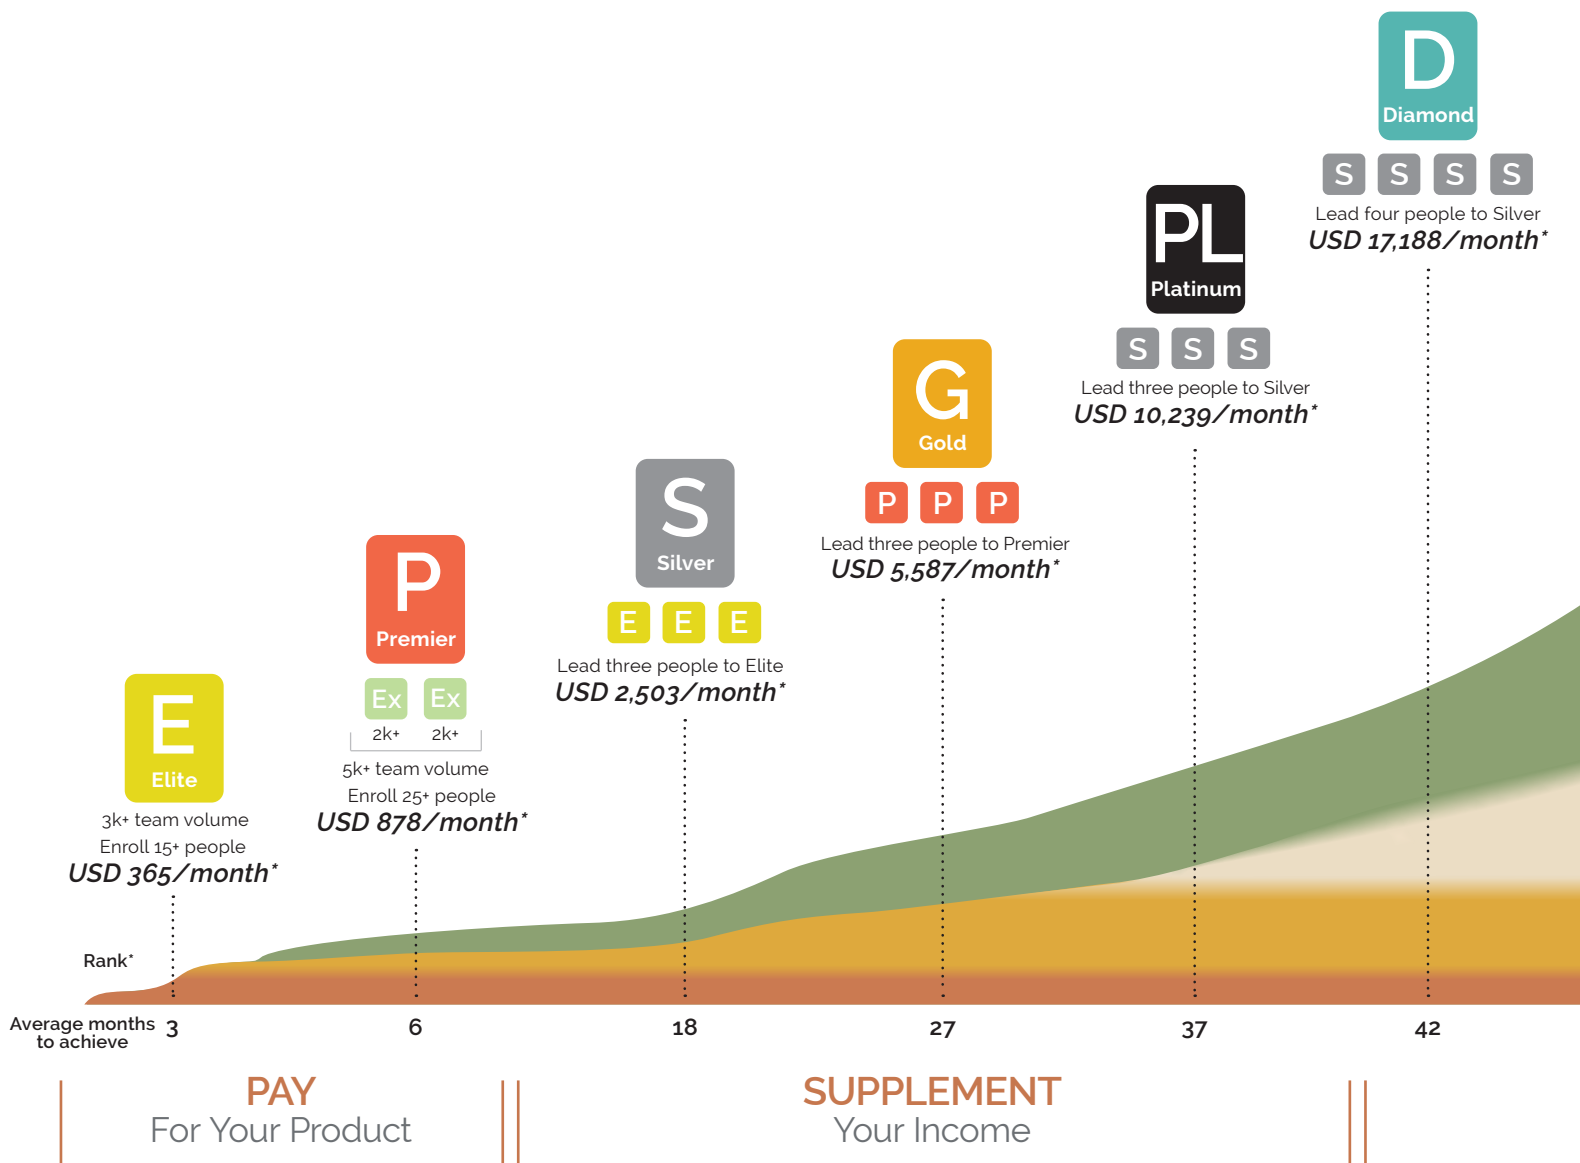 D
Diamond
S S S S
Lead four people to Silver
USD 17,188/month*
PL
Platinum
S S S
Lead three people to Silver
USD 10,239/month*
G
Gold
P P P
Lead three people to Premier
USD 5,587/month*
S
Silver
E E E
Lead three people to Elite
USD 2,503/month*
P
Premier
Ex Ex
2k+ 2k+
5k+ team volume
Enroll 25+ people
USD 878/month*
E
Elite
3k+ team volume
Enroll 15+ people
USD 365/month*
Rank*
Average months
to achieve
3 6 18 27 37 42
PAY
For Your Product
SUPPLEMENT
Your Income